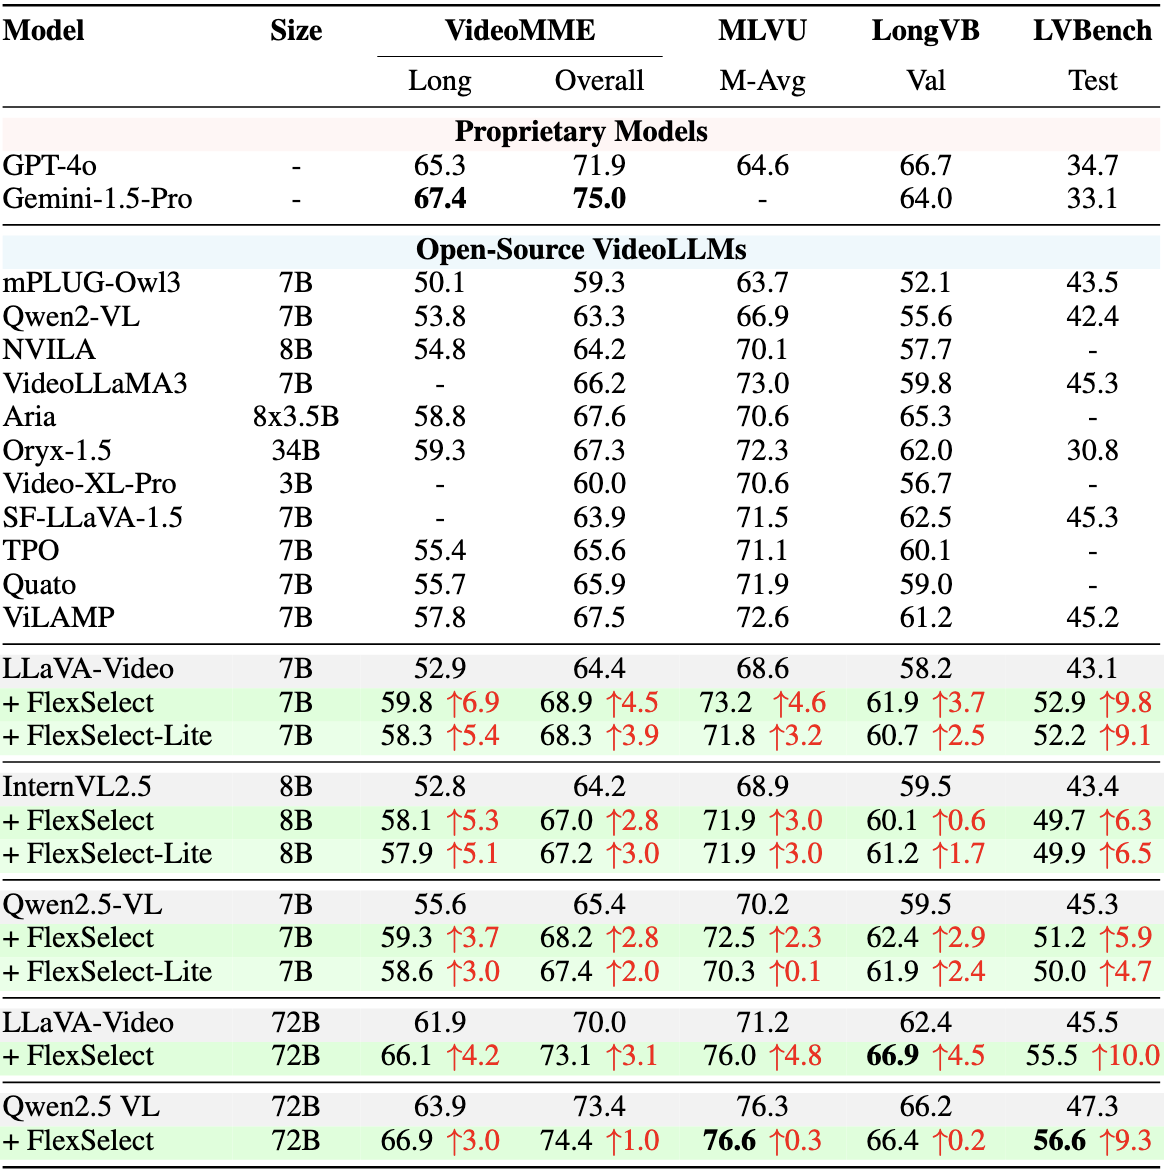 Model Size VideoMME MLVU LongVB LVBench
Long Overall M-Avg Val Test
Proprietary Models
GPT-4o - 65.3 71.9 64.6 66.7 34.7
Gemini-1.5-Pro - 67.4 75.0 - 64.0 33.1
Open-Source VideoLLMs
mPLUG-Owl3 7B 50.1 59.3 63.7 52.1 43.5
Qwen2-VL 7B 53.8 63.3 66.9 55.6 42.4
NVILA 8B 54.8 64.2 70.1 57.7 -
VideoLLaMA3 7B - 66.2 73.0 59.8 45.3
Aria 8x3.5B 58.8 67.6 70.6 65.3 -
Oryx-1.5 34B 59.3 67.3 72.3 62.0 30.8
Video-XL-Pro 3B - 60.0 70.6 56.7 -
SF-LLaVA-1.5 7B - 63.9 71.5 62.5 45.3
TPO 7B 55.4 65.6 71.1 60.1 -
Quato 7B 55.7 65.9 71.9 59.0 -
ViLAMP 7B 57.8 67.5 72.6 61.2 45.2
LLaVA-Video 7B 52.9 64.4 68.6 58.2 43.1
+ FlexSelect 7B 59.8 ↑6.9 68.9 ↑4.5 73.2 ↑4.6 61.9 ↑3.7 52.9 ↑9.8
+ FlexSelect-Lite 7B 58.3 ↑5.4 68.3 ↑3.9 71.8 ↑3.2 60.7 ↑2.5 52.2 ↑9.1
InternVL2.5 8B 52.8 64.2 68.9 59.5 43.4
+ FlexSelect 8B 58.1 ↑5.3 67.0 ↑2.8 71.9 ↑3.0 60.1 ↑0.6 49.7 ↑6.3
+ FlexSelect-Lite 8B 57.9 ↑5.1 67.2 ↑3.0 71.9 ↑3.0 61.2 ↑1.7 49.9 ↑6.5
Qwen2.5-VL 7B 55.6 65.4 70.2 59.5 45.3
+ FlexSelect 7B 59.3 ↑3.7 68.2 ↑2.8 72.5 ↑2.3 62.4 ↑2.9 51.2 ↑5.9
+ FlexSelect-Lite 7B 58.6 ↑3.0 67.4 ↑2.0 70.3 ↑0.1 61.9 ↑2.4 50.0 ↑4.7
LLaVA-Video 72B 61.9 70.0 71.2 62.4 45.5
+ FlexSelect 72B 66.1 ↑4.2 73.1 ↑3.1 76.0 ↑4.8 66.9 ↑4.5 55.5 ↑10.0
Qwen2.5 VL 72B 63.9 73.4 76.3 66.2 47.3
+ FlexSelect 72B 66.9 ↑3.0 74.4 ↑1.0 76.6 ↑0.3 66.4 ↑0.2 56.6 ↑9.3